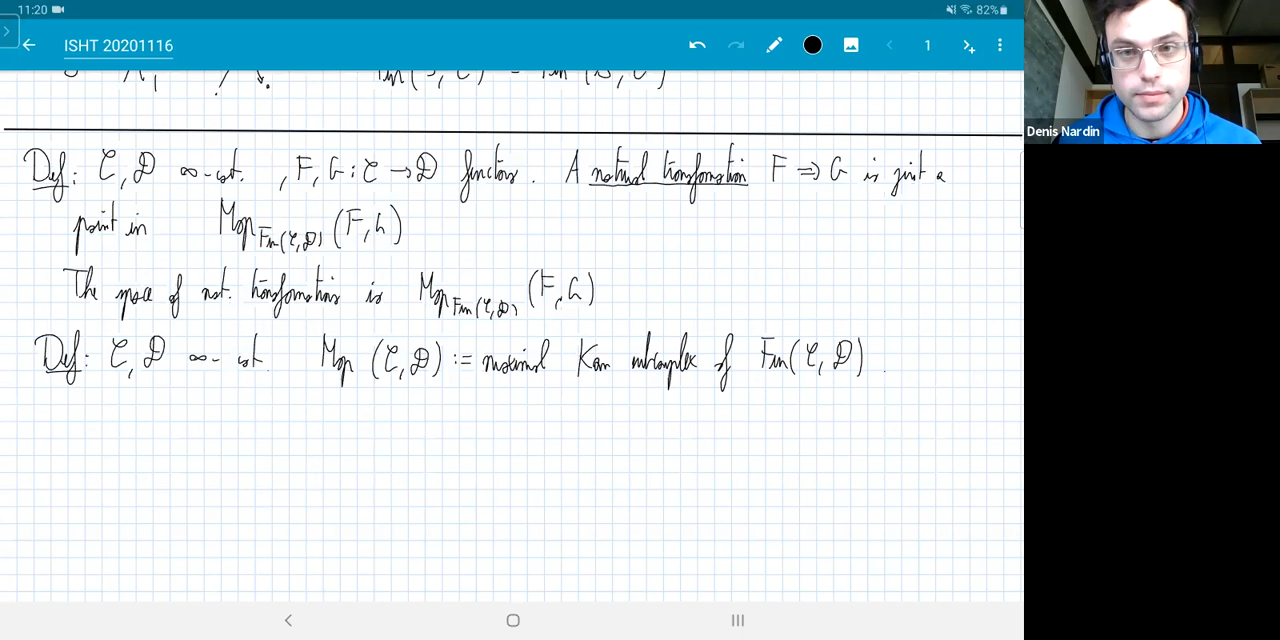 11:20
82%
ISHT 20201116
1
Denis Nardin
Def: C, D ∞-cat. , F, G : C → D functors. A natural transformation F ⇒ G is just a
point in Map_Fun(C,D) (F, G)
The space of nat. transformations is Map_Fun(C,D) (F, G)
Def: C, D ∞-cat. Map (C, D) := maximal Kan subcomplex of Fun(C, D).